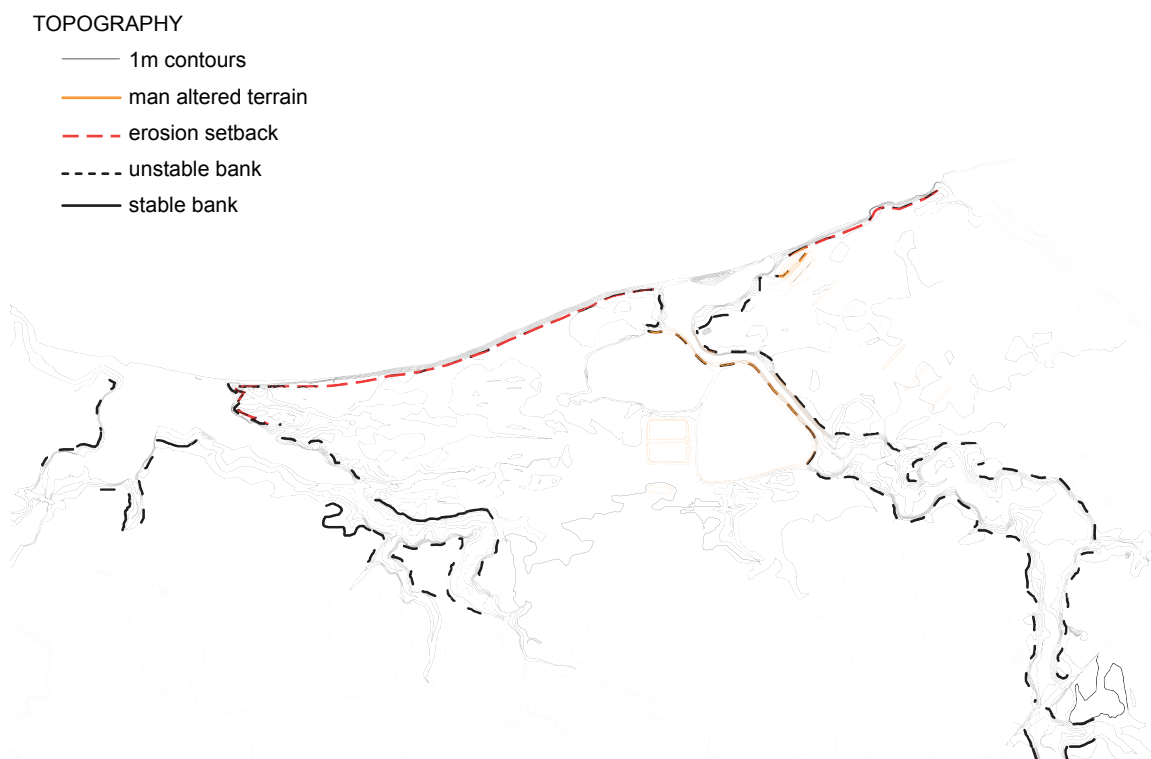 TOPOGRAPHY
1m contours
man altered terrain
erosion setback
unstable bank
stable bank